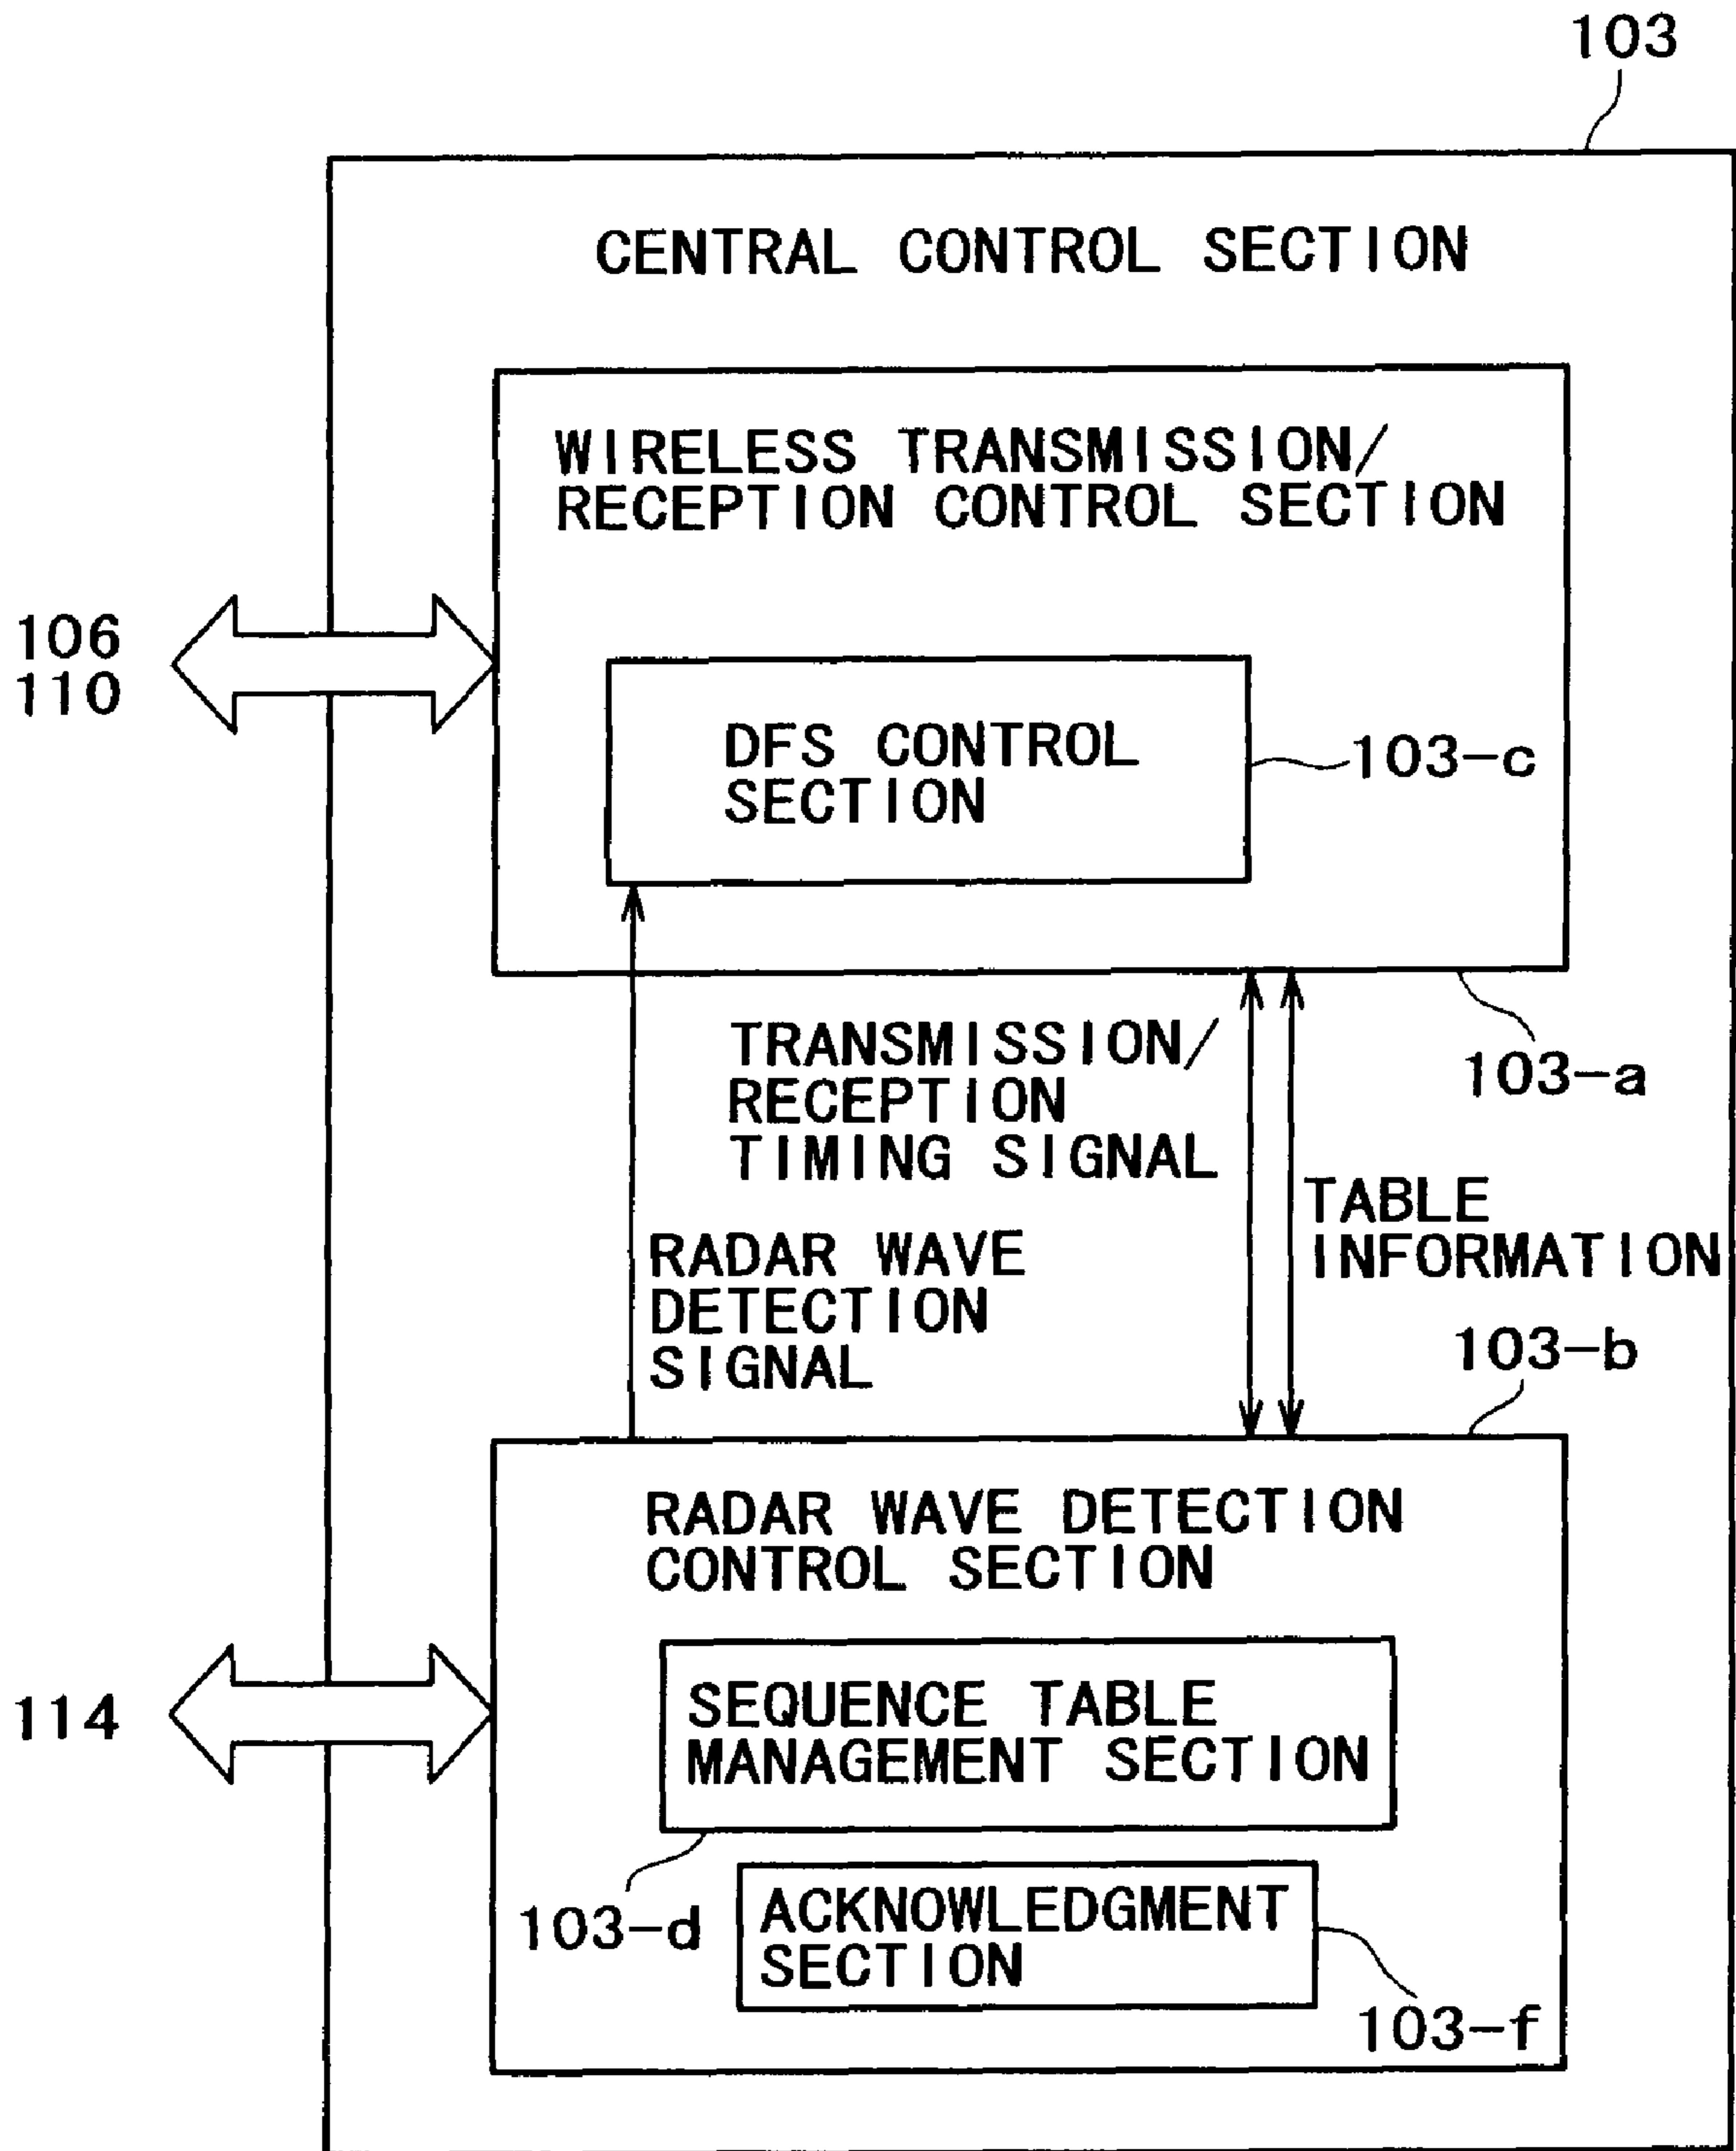 103
CENTRAL CONTROL SECTION
WIRELESS TRANSMISSION/
RECEPTION CONTROL SECTION
106
110
DFS CONTROL
SECTION
103-c
TRANSMISSION/
RECEPTION
TIMING SIGNAL
103-a
TABLE
INFORMATION
RADAR WAVE
DETECTION
SIGNAL
103-b
RADAR WAVE DETECTION
CONTROL SECTION
114
SEQUENCE TABLE
MANAGEMENT SECTION
103-d
ACKNOWLEDGMENT
SECTION
103-f